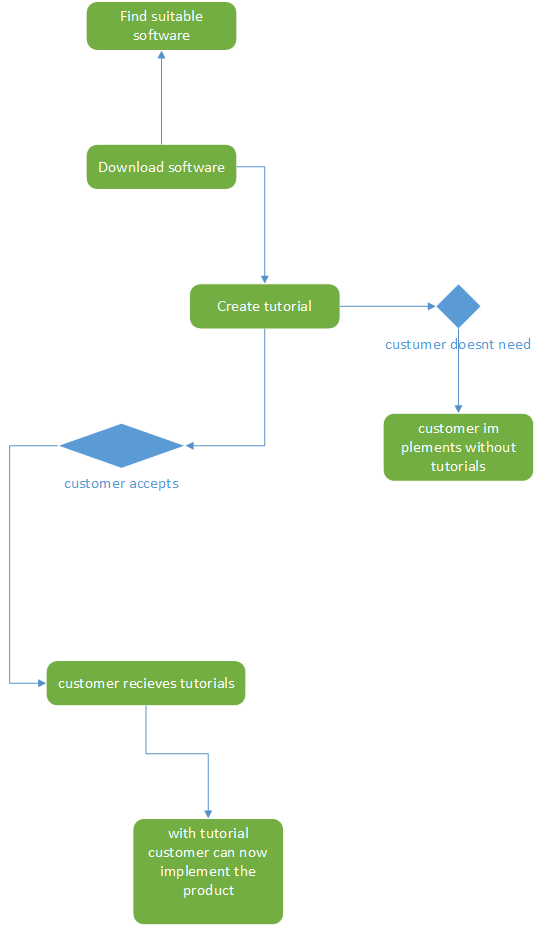 Find suitable
software
Download software
Create tutorial
custumer doesnt need
customer im
plements without
tutorials
customer accepts
customer recieves tutorials
with tutorial
customer can now
implement the
product